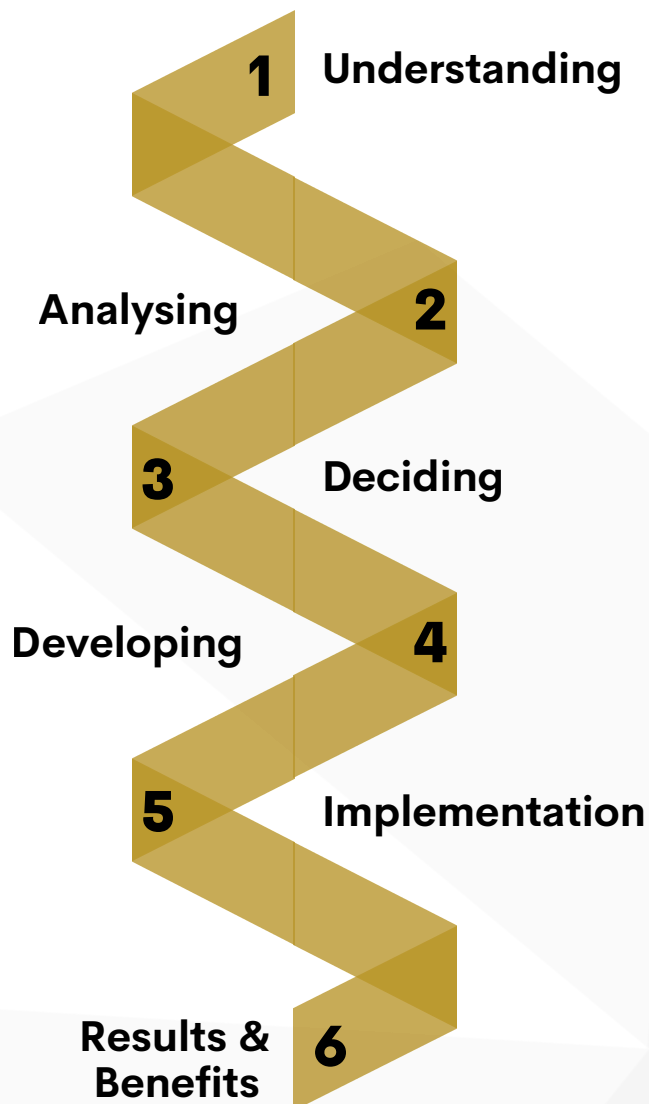 1 Understanding
Analysing 2
3 Deciding
Developing 4
5 Implementation
Results & 6
Benefits